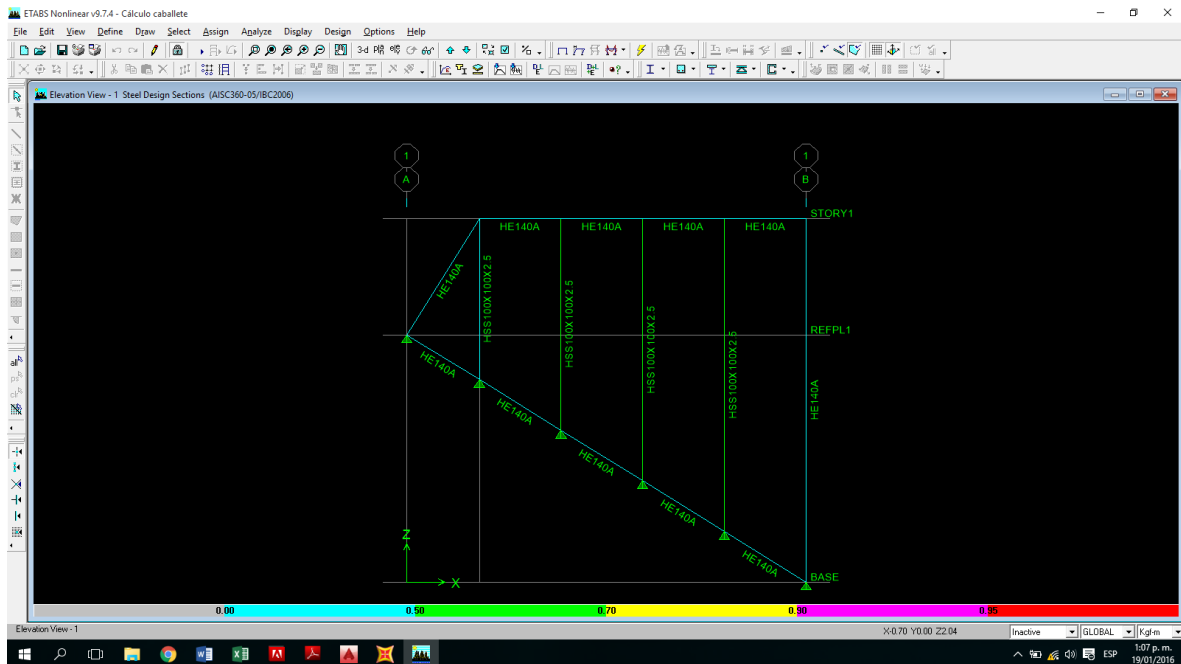 ETABS Nonlinear v9.7.4 - Cálculo caballete
File Edit View Define Draw Select Assign Analyze Display Design Options Help
3-d
Elevation View - 1 Steel Design Sections (AISC360-05/IBC2006)
1 1
A B
STORY1
HE140A HE140A HE140A HE140A
HE140A
HSS100X100X2.5
HSS100X100X2.5
HSS100X100X2.5
HSS100X100X2.5
REFPL1
HE140A
HE140A
HE140A
HE140A
HE140A
HE140A
Z
X
BASE
0.00 0.50 0.70 0.90 0.95
Elevation View - 1
X-0.70 Y0.00 Z2.04
Inactive
GLOBAL
Kgf-m
ESP
1:07 p. m.
19/01/2016